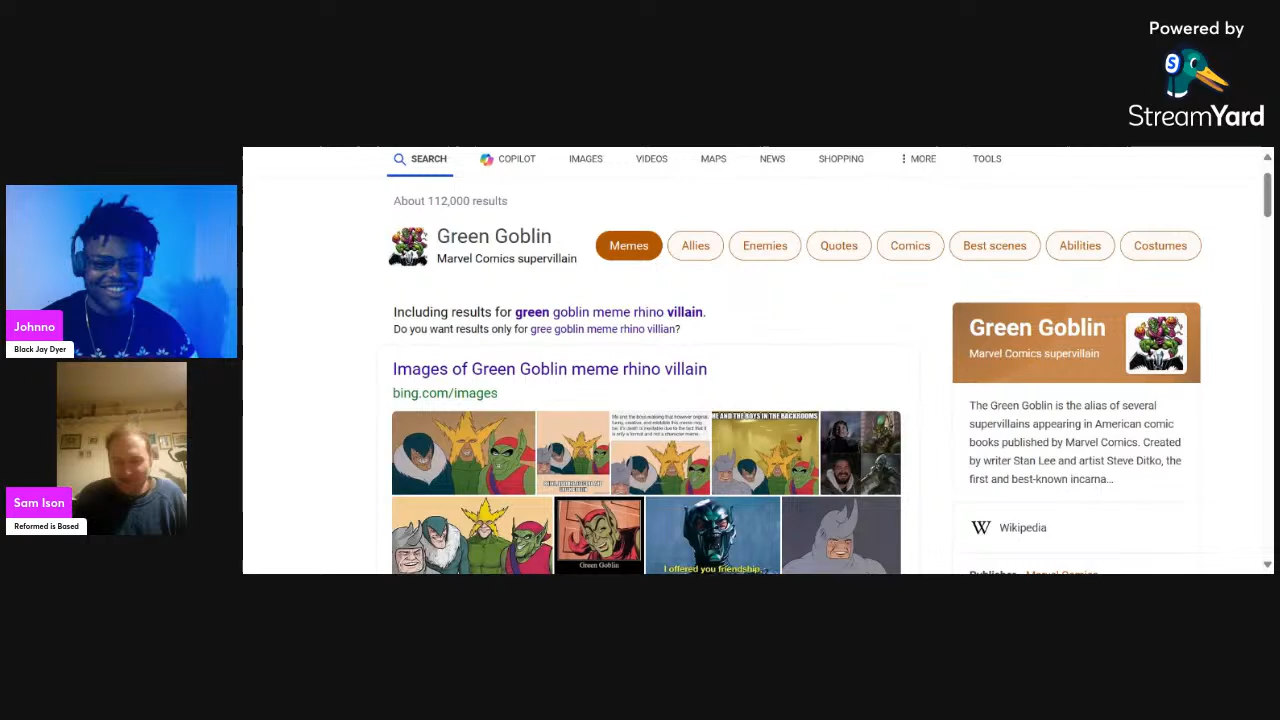 Powered by
StreamYard
SEARCH
COPILOT
IMAGES
VIDEOS
MAPS
NEWS
SHOPPING
MORE
TOOLS
About 112,000 results
Green Goblin
Marvel Comics supervillain
Memes
Allies
Enemies
Quotes
Comics
Best scenes
Abilities
Costumes
Including results for green goblin meme rhino villain.
Do you want results only for gree goblin meme rhino villian?
Images of Green Goblin meme rhino villain
bing.com/images
ME AND THE BOYS IN THE BACKROOMS
Green Goblin
I offered you friendship,
Green Goblin
Marvel Comics supervillain
The Green Goblin is the alias of several
supervillains appearing in American comic
books published by Marvel Comics. Created
by writer Stan Lee and artist Steve Ditko, the
first and best-known incarna...
W Wikipedia
Publisher Marvel Comics
Johnno
Black Jay Dyer
Sam Ison
Reformed is Based